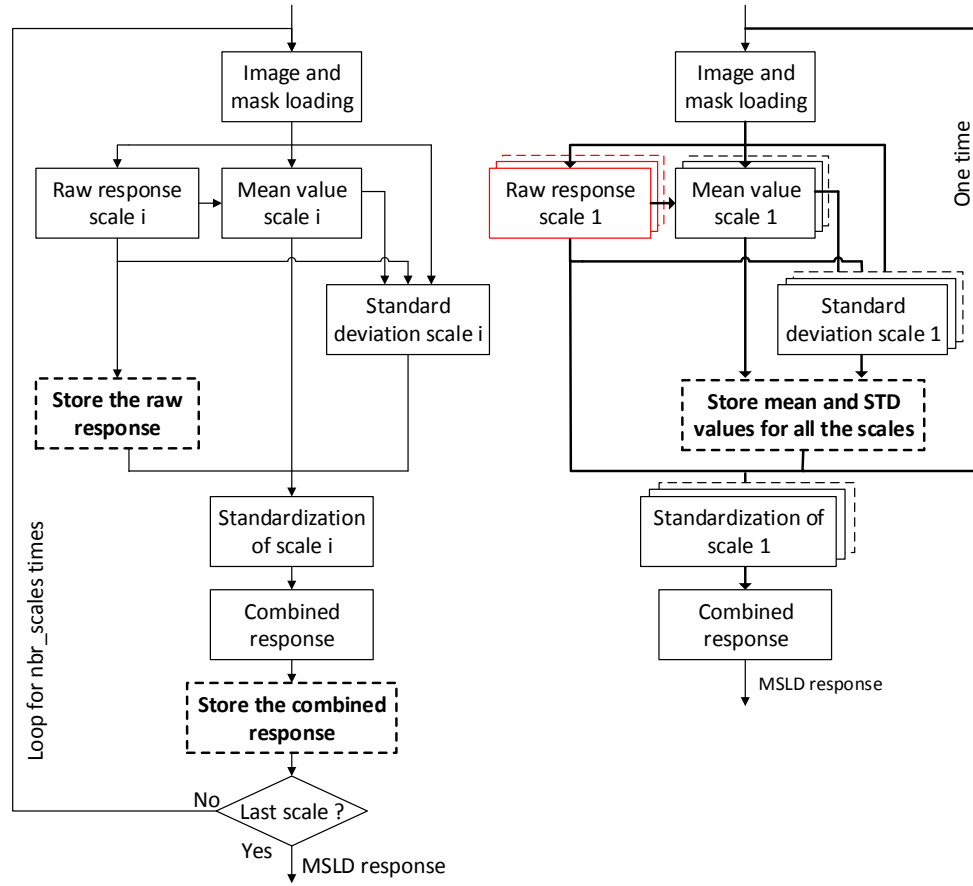 Image and
mask loading
Raw response
scale i
Mean value
scale i
Standard
deviation scale i
Store the raw
response
Standardization
of scale i
Combined
response
Store the combined
response
Last scale ?
No
Yes
MSLD response
Loop for nbr_scales times
Image and
mask loading
Raw response
scale 1
Mean value
scale 1
Standard
deviation scale 1
Store mean and STD
values for all the scales
Standardization of
scale 1
Combined
response
MSLD response
One time